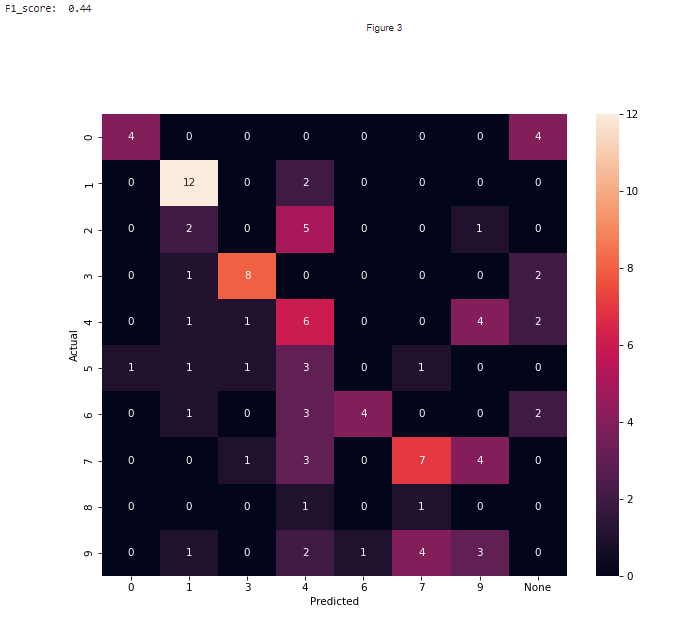 F1_score: 0.44
Figure 3
0 4 0 0 0 0 0 0 4
1 0 12 0 2 0 0 0 0
2 0 2 0 5 0 0 1 0
3 0 1 8 0 0 0 0 2
4 0 1 1 6 0 0 4 2
5 1 1 1 3 0 1 0 0
6 0 1 0 3 4 0 0 2
7 0 0 1 3 0 7 4 0
8 0 0 0 1 0 1 0 0
9 0 1 0 2 1 4 3 0
Actual
0 1 3 4 6 7 9 None
Predicted
12
10
8
6
4
2
0